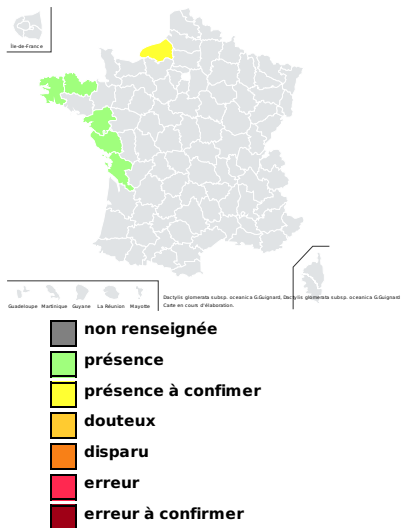 Île-de-France
Guadeloupe Martinique Guyane La Réunion Mayotte
Dactylis glomerata subsp. oceanica G.Guignard, Dactylis glomerata subsp. oceanica G.Guignard
Carte en cours d'élaboration.
non renseignée
présence
présence à confimer
douteux
disparu
erreur
erreur à confirmer